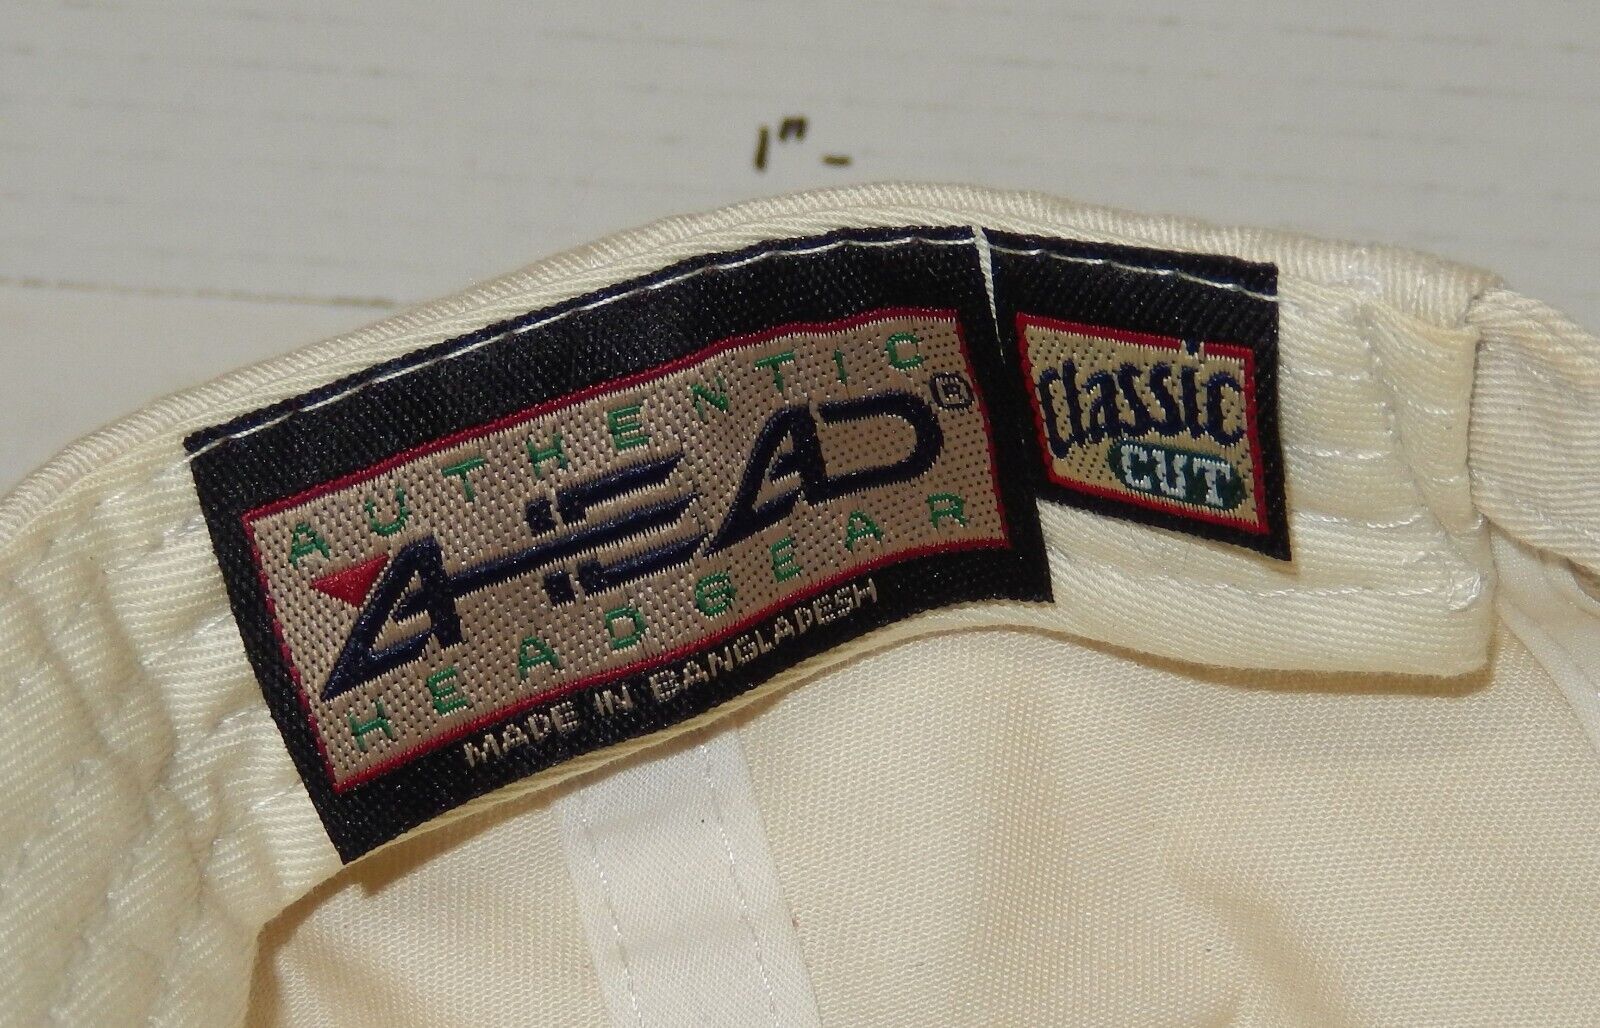 1" -
AUTHENTIC
AHEAD®
HEADGEAR
MADE IN BANGLADESH
Classic
CUT